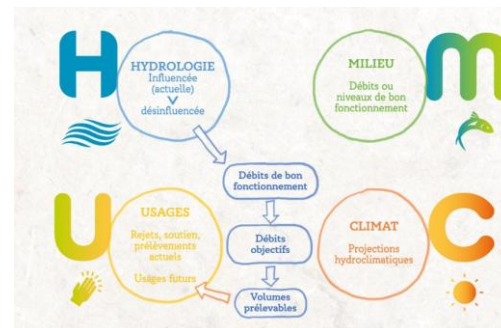 H
HYDROLOGIE
Influencée
(actuelle)
désinfluencée
MILIEU
Débits ou
niveaux de bon
fonctionnement
m
Débits de bon
fonctionnement
U
USAGES
Rejets, soutien,
prélèvements
actuels
Usages futurs
Débits
objectifs
Volumes
prélevables
CLIMAT
Projections
hydroclimatiques
C